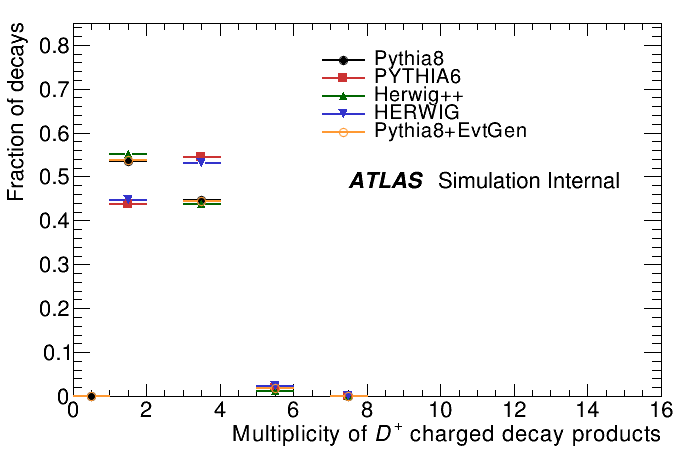 Fraction of decays
0.8
0.7
0.6
0.5
0.4
0.3
0.2
0.1
0
Pythia8
PYTHIA6
Herwig++
HERWIG
Pythia8+EvtGen
ATLAS Simulation Internal
0 2 4 6 8 10 12 14 16
Multiplicity of D+ charged decay products